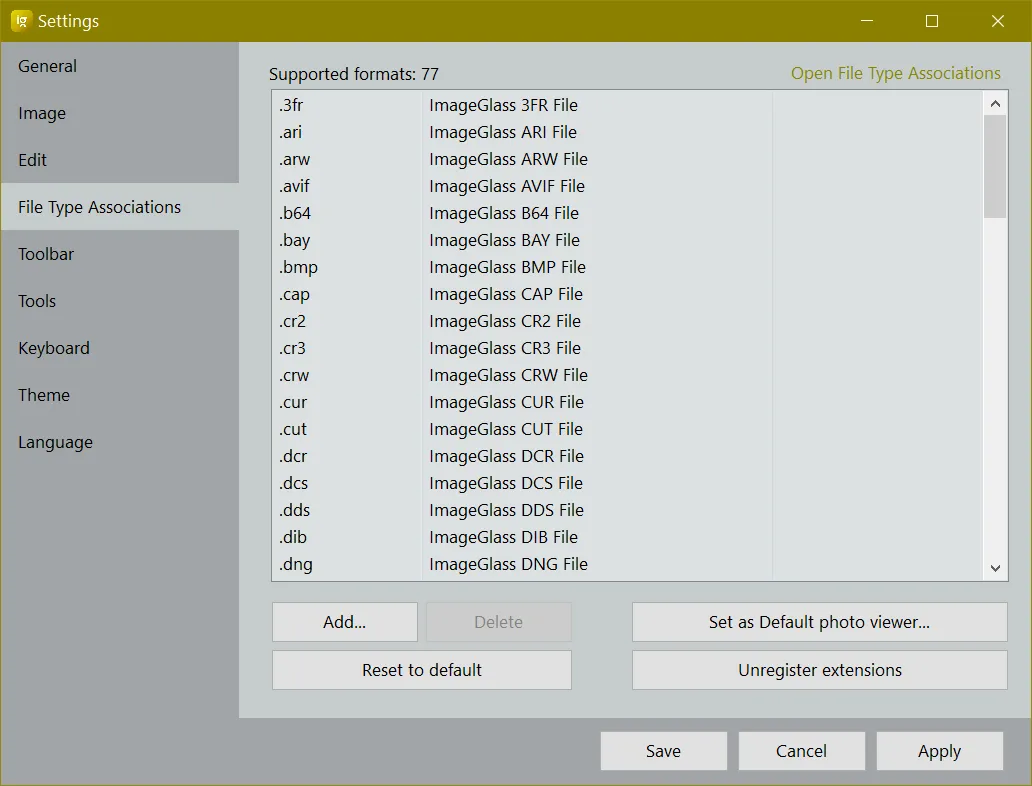 Settings
General
Image
Edit
File Type Associations
Toolbar
Tools
Keyboard
Theme
Language
Supported formats: 77
Open File Type Associations
.3fr ImageGlass 3FR File
.ari ImageGlass ARI File
.arw ImageGlass ARW File
.avif ImageGlass AVIF File
.b64 ImageGlass B64 File
.bay ImageGlass BAY File
.bmp ImageGlass BMP File
.cap ImageGlass CAP File
.cr2 ImageGlass CR2 File
.cr3 ImageGlass CR3 File
.crw ImageGlass CRW File
.cur ImageGlass CUR File
.cut ImageGlass CUT File
.dcr ImageGlass DCR File
.dcs ImageGlass DCS File
.dds ImageGlass DDS File
.dib ImageGlass DIB File
.dng ImageGlass DNG File
Add... Delete Set as Default photo viewer...
Reset to default Unregister extensions
Save Cancel Apply